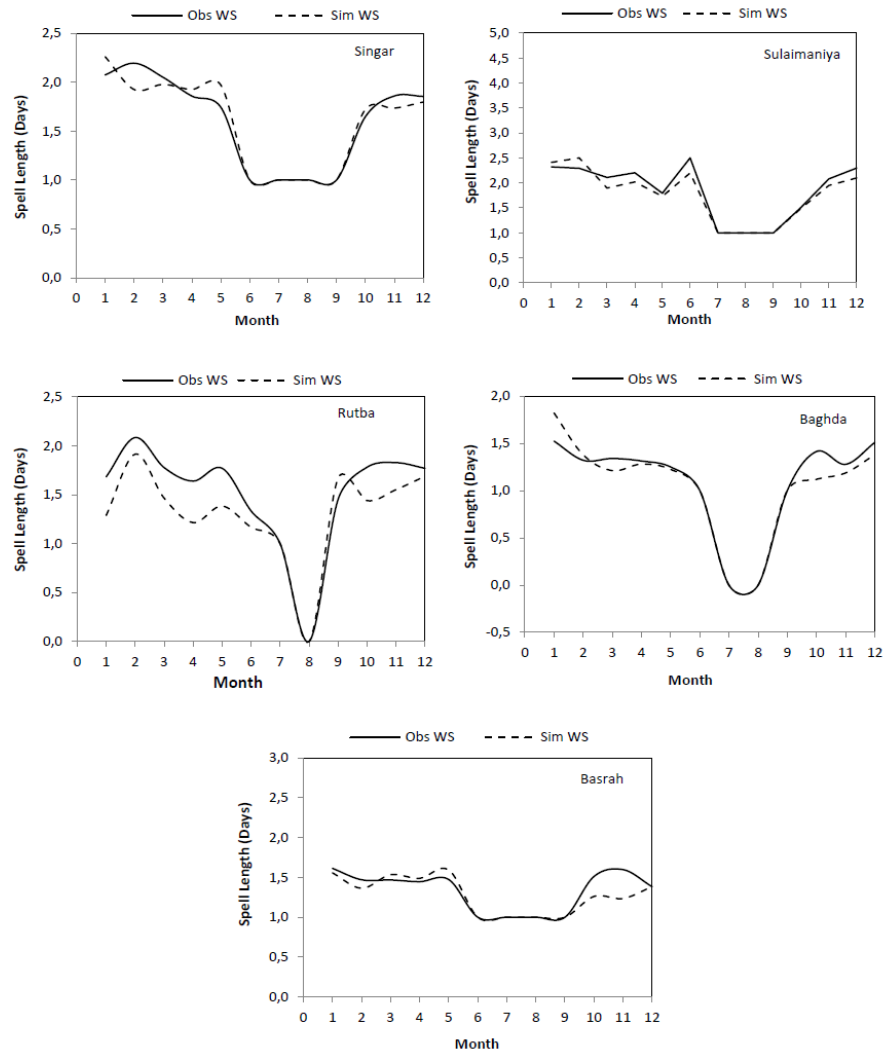 Obs WS Sim WS
Singar
Spell Length (Days)
2,5
2,0
1,5
1,0
0,5
0,0
0 1 2 3 4 5 6 7 8 9 10 11 12
Month
Obs WS Sim WS
Sulaimaniya
Spell Length (Days)
5,0
4,5
4,0
3,5
3,0
2,5
2,0
1,5
1,0
0,5
0,0
0 1 2 3 4 5 6 7 8 9 10 11 12
Month
Obs WS Sim WS
Rutba
Spell Length (Days)
2,5
2,0
1,5
1,0
0,5
0,0
0 1 2 3 4 5 6 7 8 9 10 11 12
Month
Obs WS Sim WS
Baghda
Spell Length (Days)
2,0
1,5
1,0
0,5
0,0
-0,5
0 1 2 3 4 5 6 7 8 9 10 11 12
Month
Obs WS Sim WS
Basrah
Spell Length (Days)
3,0
2,5
2,0
1,5
1,0
0,5
0,0
0 1 2 3 4 5 6 7 8 9 10 11 12
Month